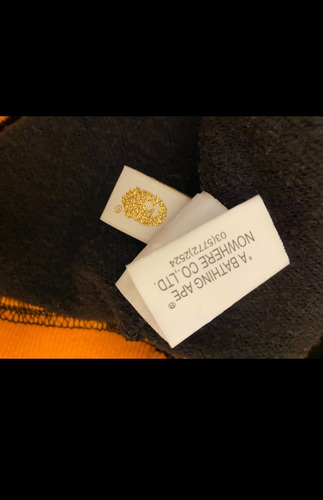 "A BATHING APE®
NOWHERE CO.,LTD.
03(5772)2524
®